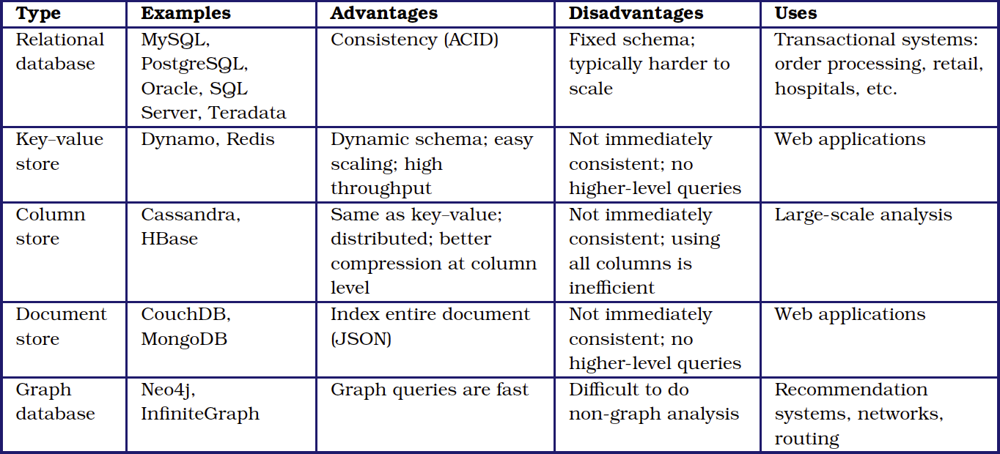 Type Examples Advantages Disadvantages Uses
Relational database
MySQL, PostgreSQL, Oracle, SQL Server, Teradata
Consistency (ACID)
Fixed schema; typically harder to scale
Transactional systems: order processing, retail, hospitals, etc.
Key–value store
Dynamo, Redis
Dynamic schema; easy scaling; high throughput
Not immediately consistent; no higher-level queries
Web applications
Column store
Cassandra, HBase
Same as key–value; distributed; better compression at column level
Not immediately consistent; using all columns is inefficient
Large-scale analysis
Document store
CouchDB, MongoDB
Index entire document (JSON)
Not immediately consistent; no higher-level queries
Web applications
Graph database
Neo4j, InfiniteGraph
Graph queries are fast
Difficult to do non-graph analysis
Recommendation systems, networks, routing